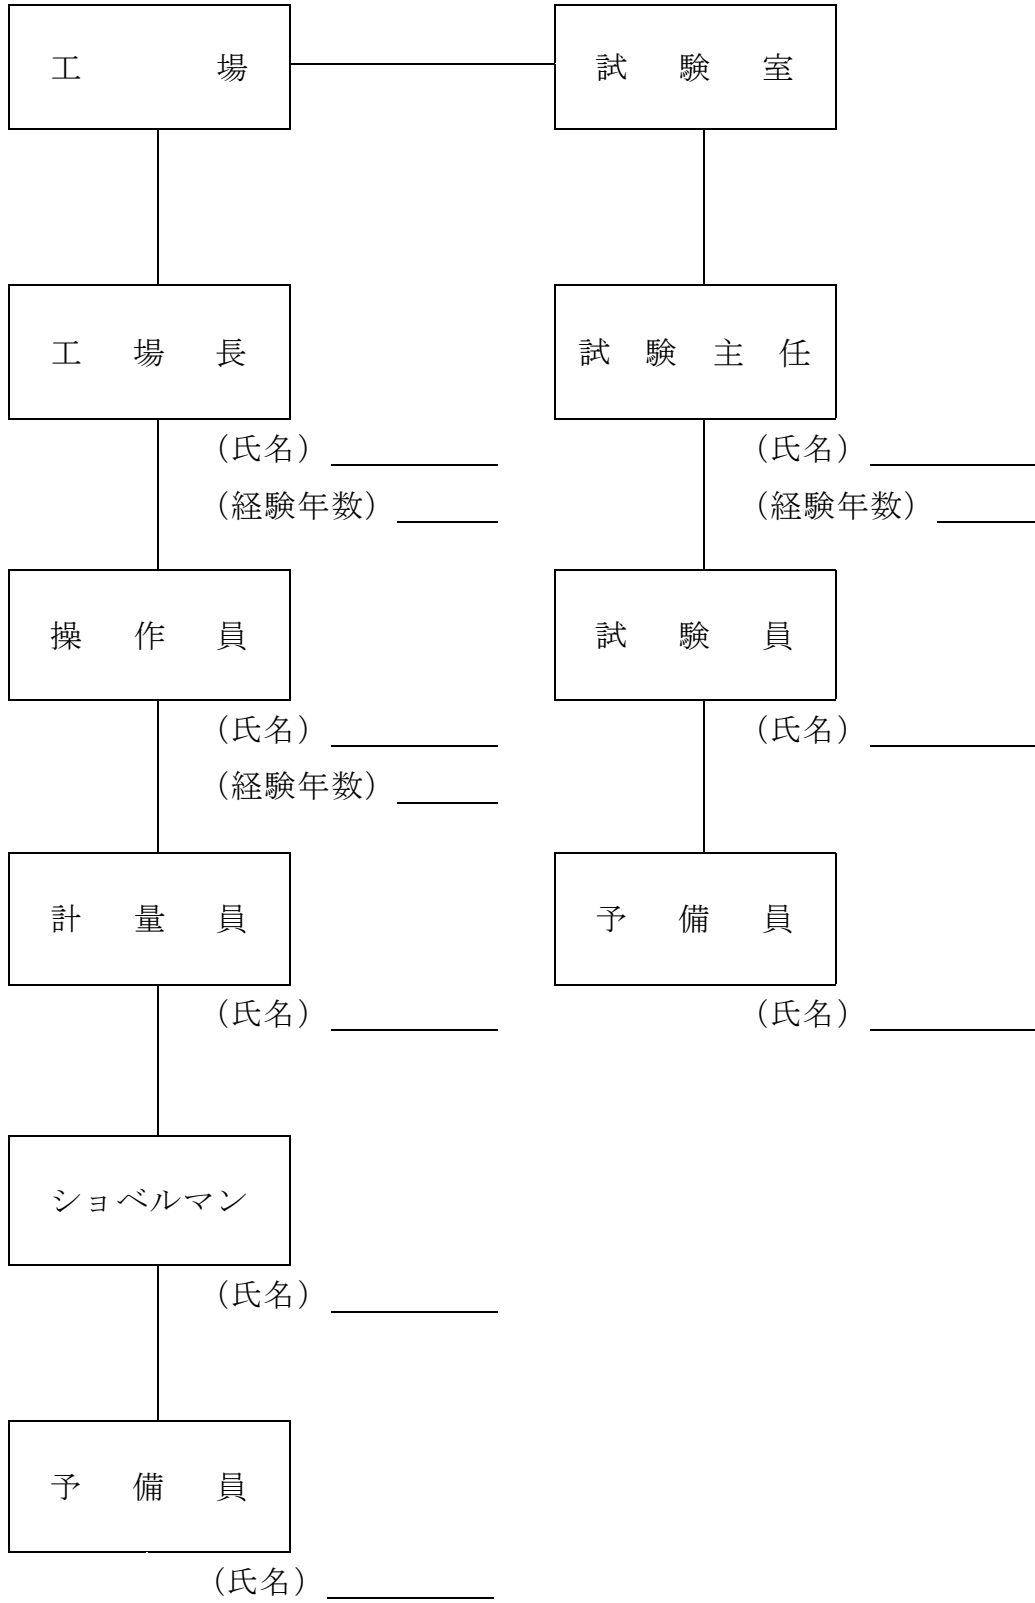 工場
試験室
工場長
試験主任
(氏名)
(氏名)
(経験年数)
(経験年数)
操作員
試験員
(氏名)
(氏名)
(経験年数)
計量員
予備員
(氏名)
(氏名)
ショベルマン
(氏名)
予備員
(氏名)